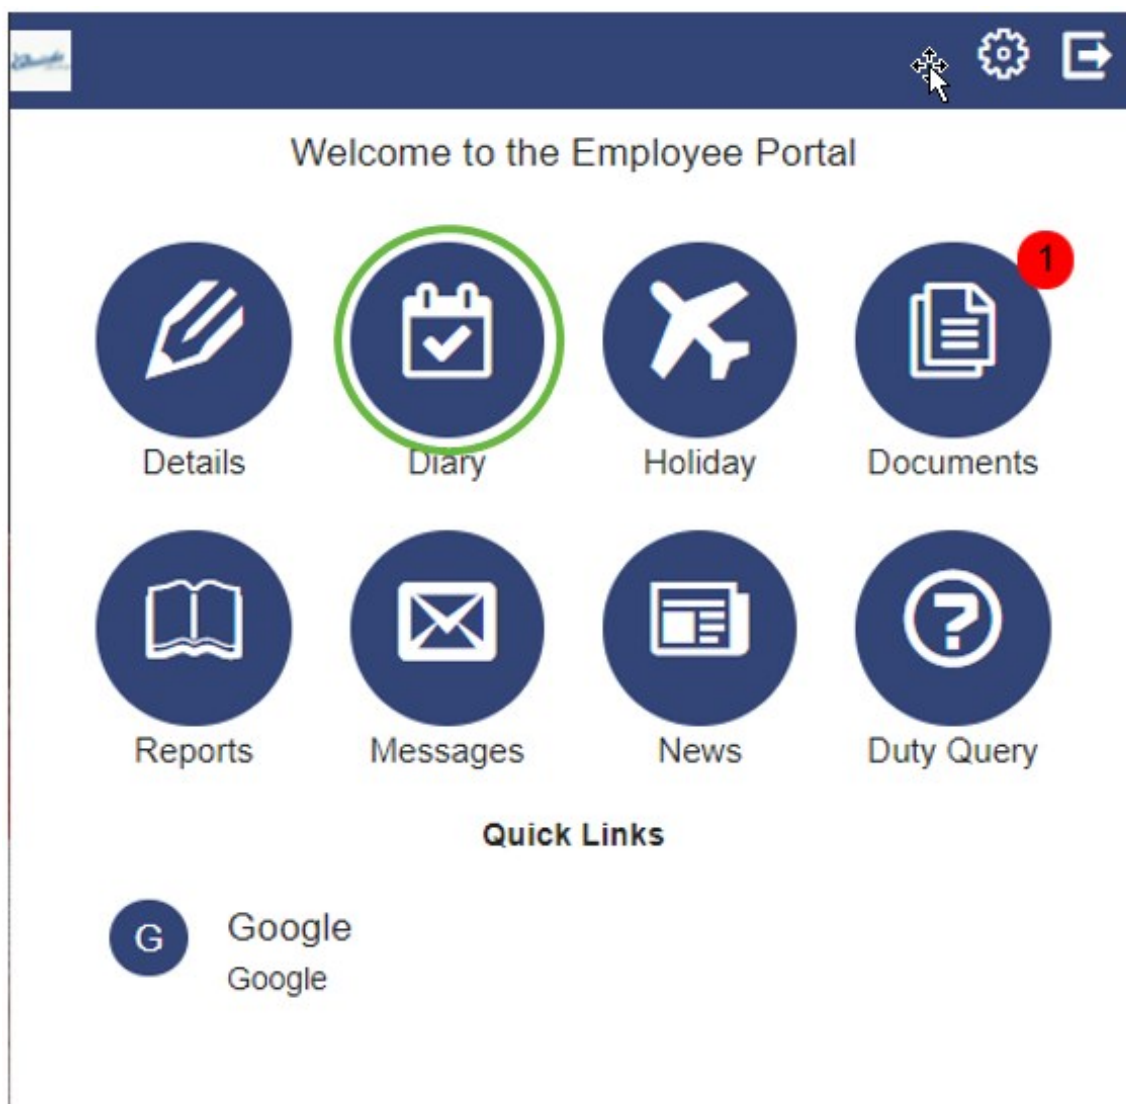 Welcome to the Employee Portal
1
Details Diary Holiday Documents
Reports Messages News Duty Query
Quick Links
G Google
Google